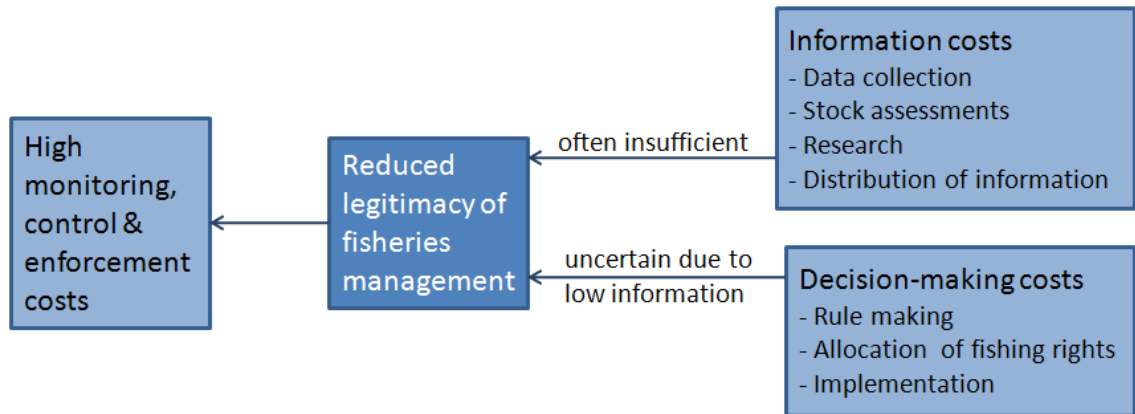 High
monitoring,
control &
enforcement
costs
Reduced
legitimacy of
fisheries
management
often insufficient
uncertain due to
low information
Information costs
- Data collection
- Stock assessments
- Research
- Distribution of information
Decision-making costs
- Rule making
- Allocation of fishing rights
- Implementation